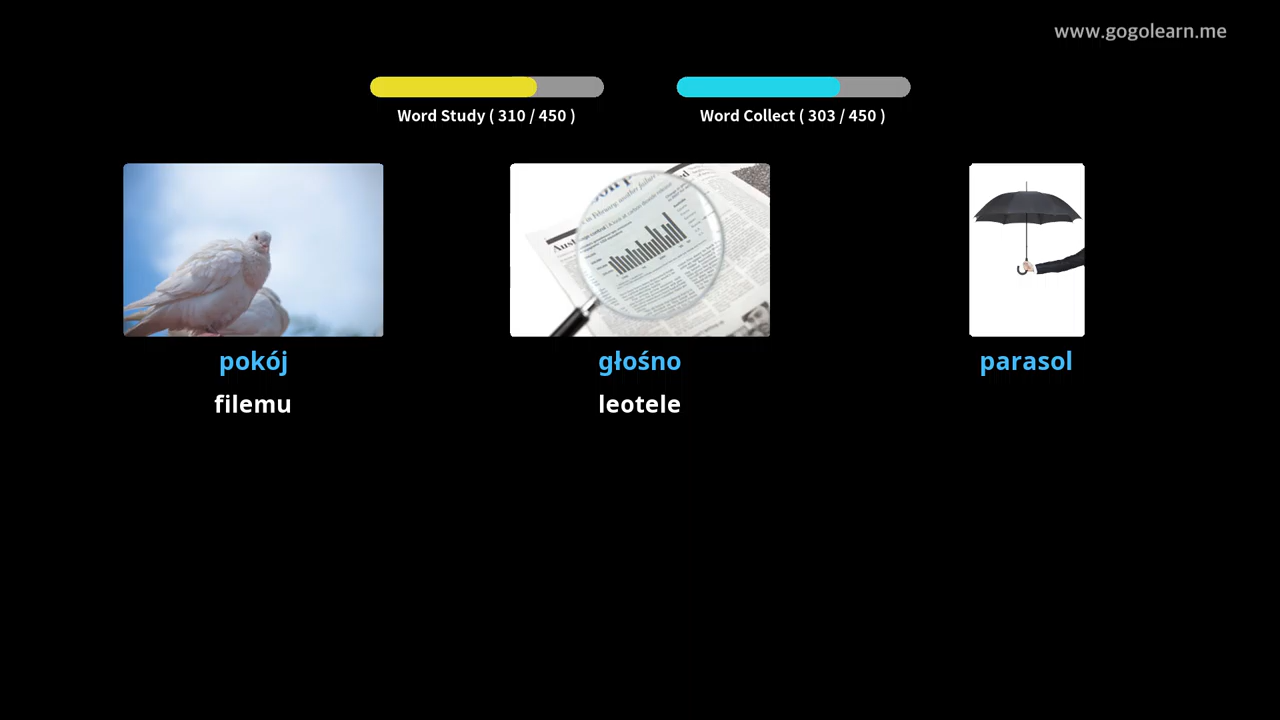 www.gogolearn.me
Word Study ( 310 / 450 )
Word Collect ( 303 / 450 )
pokój
głośno
parasol
filemu
leotele